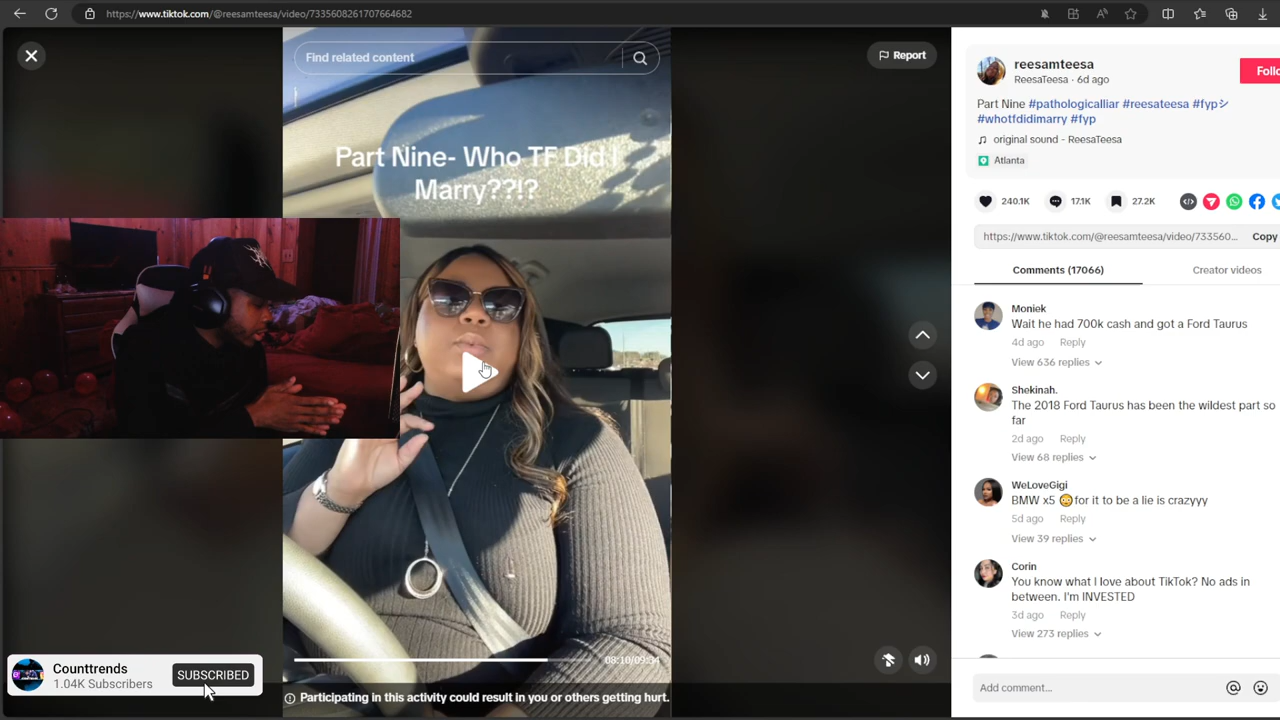 https://www.tiktok.com/@reesamteesa/video/7335608261707664682
Find related content
Report
Part Nine- Who TF Did I
Marry??!?
08:10/09:34
Participating in this activity could result in you or others getting hurt.
Counttrends
1.04K Subscribers
SUBSCRIBED
reesamteesa
ReesaTeesa · 6d ago
Follo
Part Nine #pathologicalliar #reesateesa #fypシ
#whotfdidimarry #fyp
original sound - ReesaTeesa
Atlanta
240.1K
17.1K
27.2K
https://www.tiktok.com/@reesamteesa/video/733560...
Copy
Comments (17066)
Creator videos
Moniek
Wait he had 700k cash and got a Ford Taurus
4d ago Reply
View 636 replies
Shekinah.
The 2018 Ford Taurus has been the wildest part so
far
2d ago Reply
View 68 replies
WeLoveGigi
BMW x5 😳for it to be a lie is crazyyy
5d ago Reply
View 39 replies
Corin
You know what I love about TikTok? No ads in
between. I'm INVESTED
3d ago Reply
View 273 replies
Add comment...